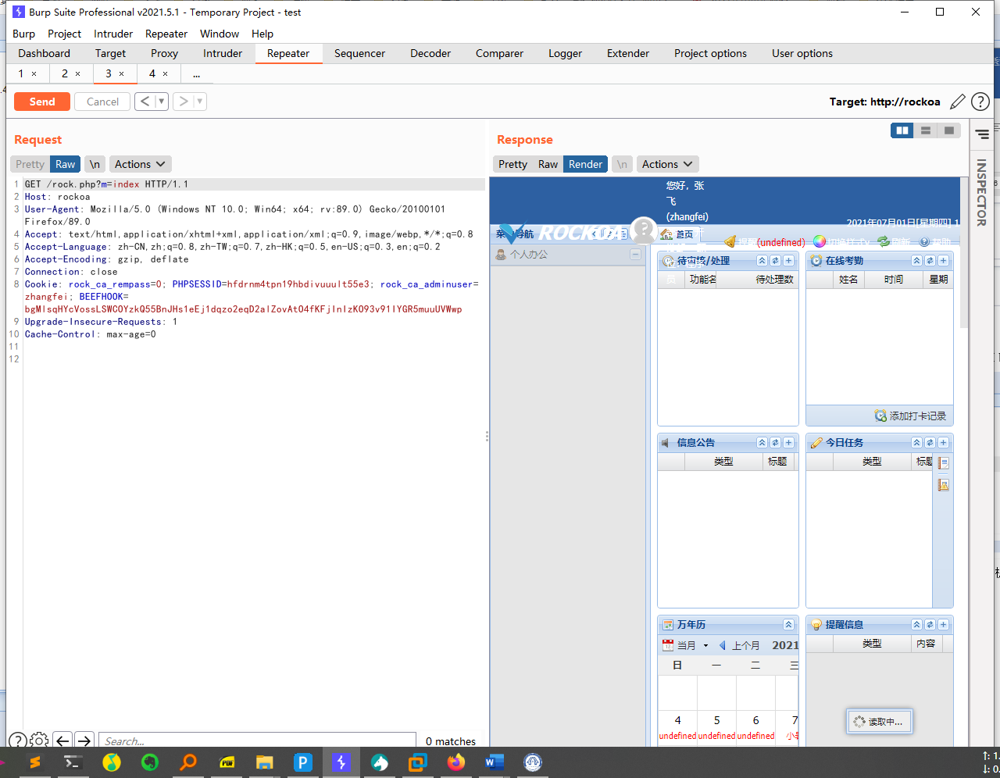 Burp Suite Professional v2021.5.1 - Temporary Project - test
Burp Project Intruder Repeater Window Help
Dashboard Target Proxy Intruder Repeater Sequencer Decoder Comparer Logger Extender Project options User options
1 × 2 × 3 × 4 × ...
Send Cancel < > Target: http://rockoa
Request
Pretty Raw \n Actions
1 GET /rock.php?m=index HTTP/1.1
2 Host: rockoa
3 User-Agent: Mozilla/5.0 (Windows NT 10.0; Win64; x64; rv:89.0) Gecko/20100101
Firefox/89.0
4 Accept: text/html,application/xhtml+xml,application/xml;q=0.9,image/webp,*/*;q=0.8
5 Accept-Language: zh-CN,zh;q=0.8,zh-TW;q=0.7,zh-HK;q=0.5,en-US;q=0.3,en;q=0.2
6 Accept-Encoding: gzip, deflate
7 Connection: close
8 Cookie: rock_ca_rempass=0; PHPSESSID=hfdrnm4tpn19hbdivuuult55e3; rock_ca_adminuser=
zhangfei; BEEFHOOK=
bgMlsqHYcVossLSWCOYzkQ55BnJHs1eEj1dqzo2eqD2alZovAtO4fKFjInIzKO93v91IYGR5muuUVWwp
9 Upgrade-Insecure-Requests: 1
10 Cache-Control: max-age=0
11
12
Search... 0 matches
Response
Pretty Raw Render \n Actions
INSPECTOR
您好，张
飞
(zhangfei)
2021年07月01日[星期四] 1
ROCKOA
导航
首页
(undefined)
个人办公
待审核/处理
功能名 待处理数
在线考勤
姓名 时间 星期
添加打卡记录
信息公告
类型 标题
今日任务
类型 标题
万年历
当月 上个月 2021
日 一 二 三
4 5 6 7
undefined undefined undefined 小
提醒信息
类型 内容
读取中...